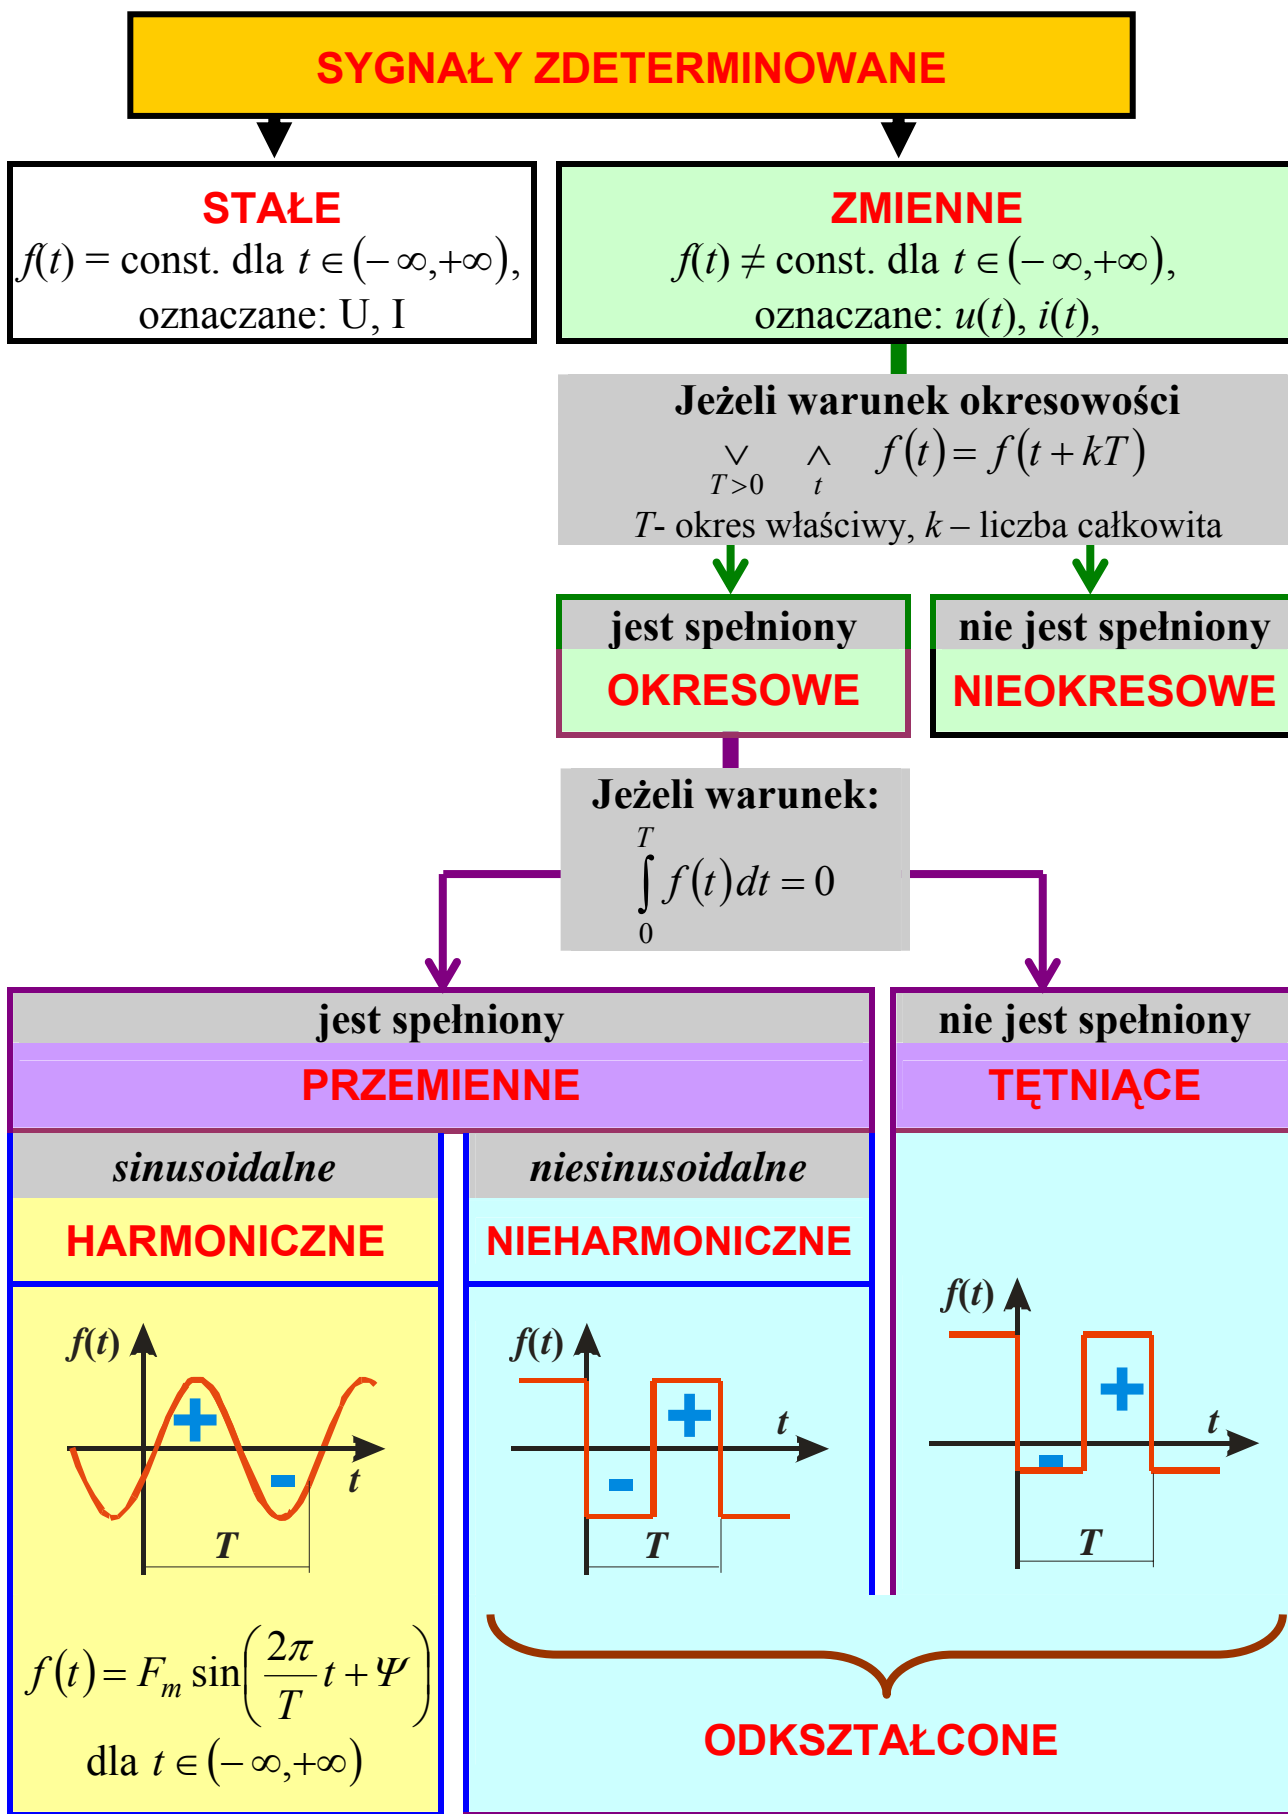 SYGNAŁY ZDETERMINOWANE
STAŁE
f(t) = const. dla t ∈ (− ∞,+∞),
oznaczane: U, I
ZMIENNE
f(t) ≠ const. dla t ∈ (− ∞,+∞),
oznaczane: u(t), i(t),
Jeżeli warunek okresowości
∨ ∧ f(t) = f(t + kT)
T>0 t
T- okres właściwy, k – liczba całkowita
jest spełniony
OKRESOWE
nie jest spełniony
NIEOKRESOWE
Jeżeli warunek:
T
∫ f(t)dt = 0
0
jest spełniony
PRZEMIENNE
nie jest spełniony
TĘTNIĄCE
sinusoidalne
HARMONICZNE
niesinusoidalne
NIEHARMONICZNE
f(t)
+
-
t
T
f(t)
+
-
t
T
f(t)
+
-
t
T
f(t) = Fₘ sin(2π/T t + Ψ)
dla t ∈ (− ∞,+∞)
ODKSZTAŁCONE